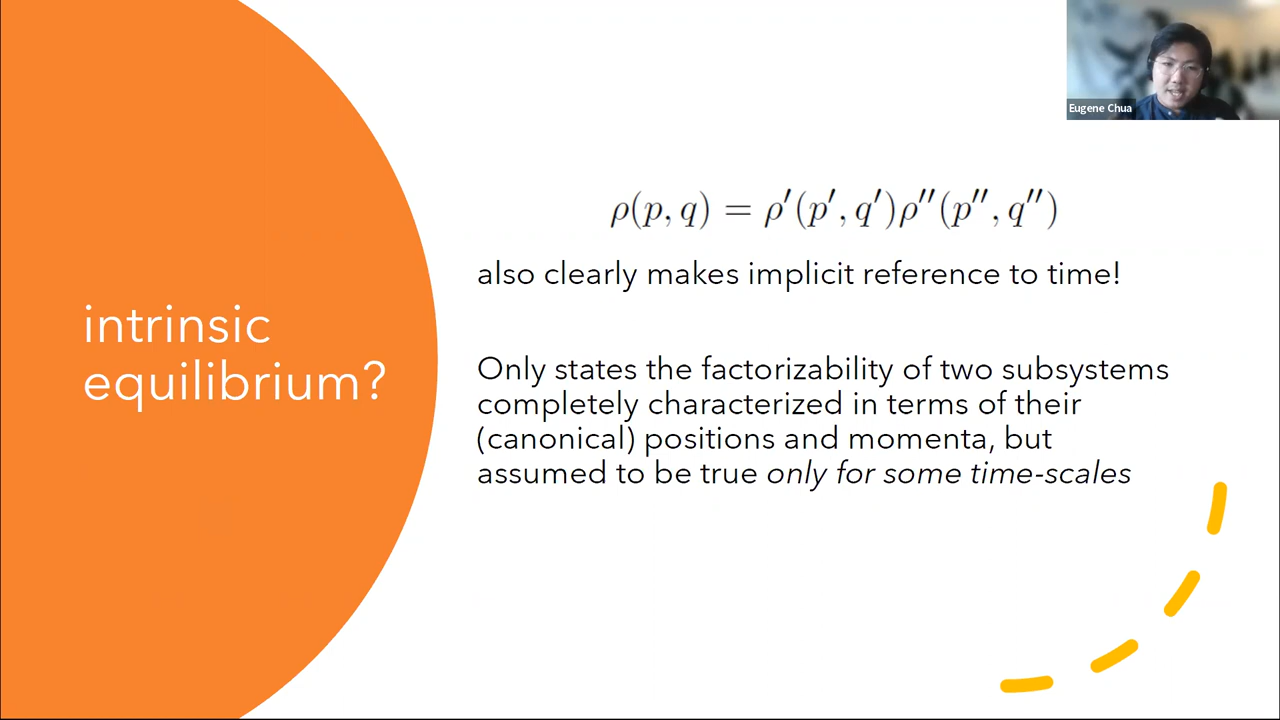 Eugene Chua
intrinsic
equilibrium?
ρ(p, q) = ρ′(p′, q′)ρ″(p″, q″)
also clearly makes implicit reference to time!
Only states the factorizability of two subsystems
completely characterized in terms of their
(canonical) positions and momenta, but
assumed to be true only for some time-scales